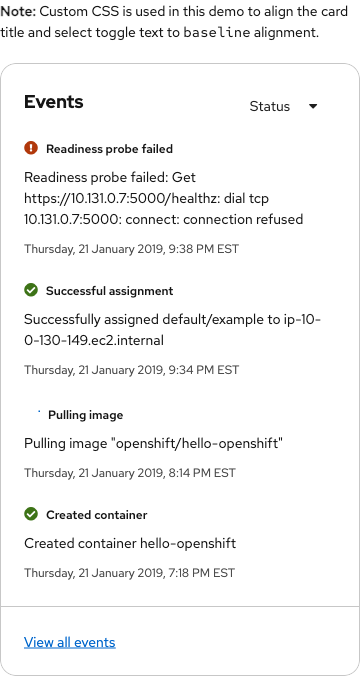 Note: Custom CSS is used in this demo to align the card
title and select toggle text to baseline alignment.
Events
Status
Readiness probe failed
Readiness probe failed: Get
https://10.131.0.7:5000/healthz: dial tcp
10.131.0.7:5000: connect: connection refused
Thursday, 21 January 2019, 9:38 PM EST
Successful assignment
Successfully assigned default/example to ip-10-
0-130-149.ec2.internal
Thursday, 21 January 2019, 9:34 PM EST
Pulling image
Pulling image "openshift/hello-openshift"
Thursday, 21 January 2019, 8:14 PM EST
Created container
Created container hello-openshift
Thursday, 21 January 2019, 7:18 PM EST
View all events